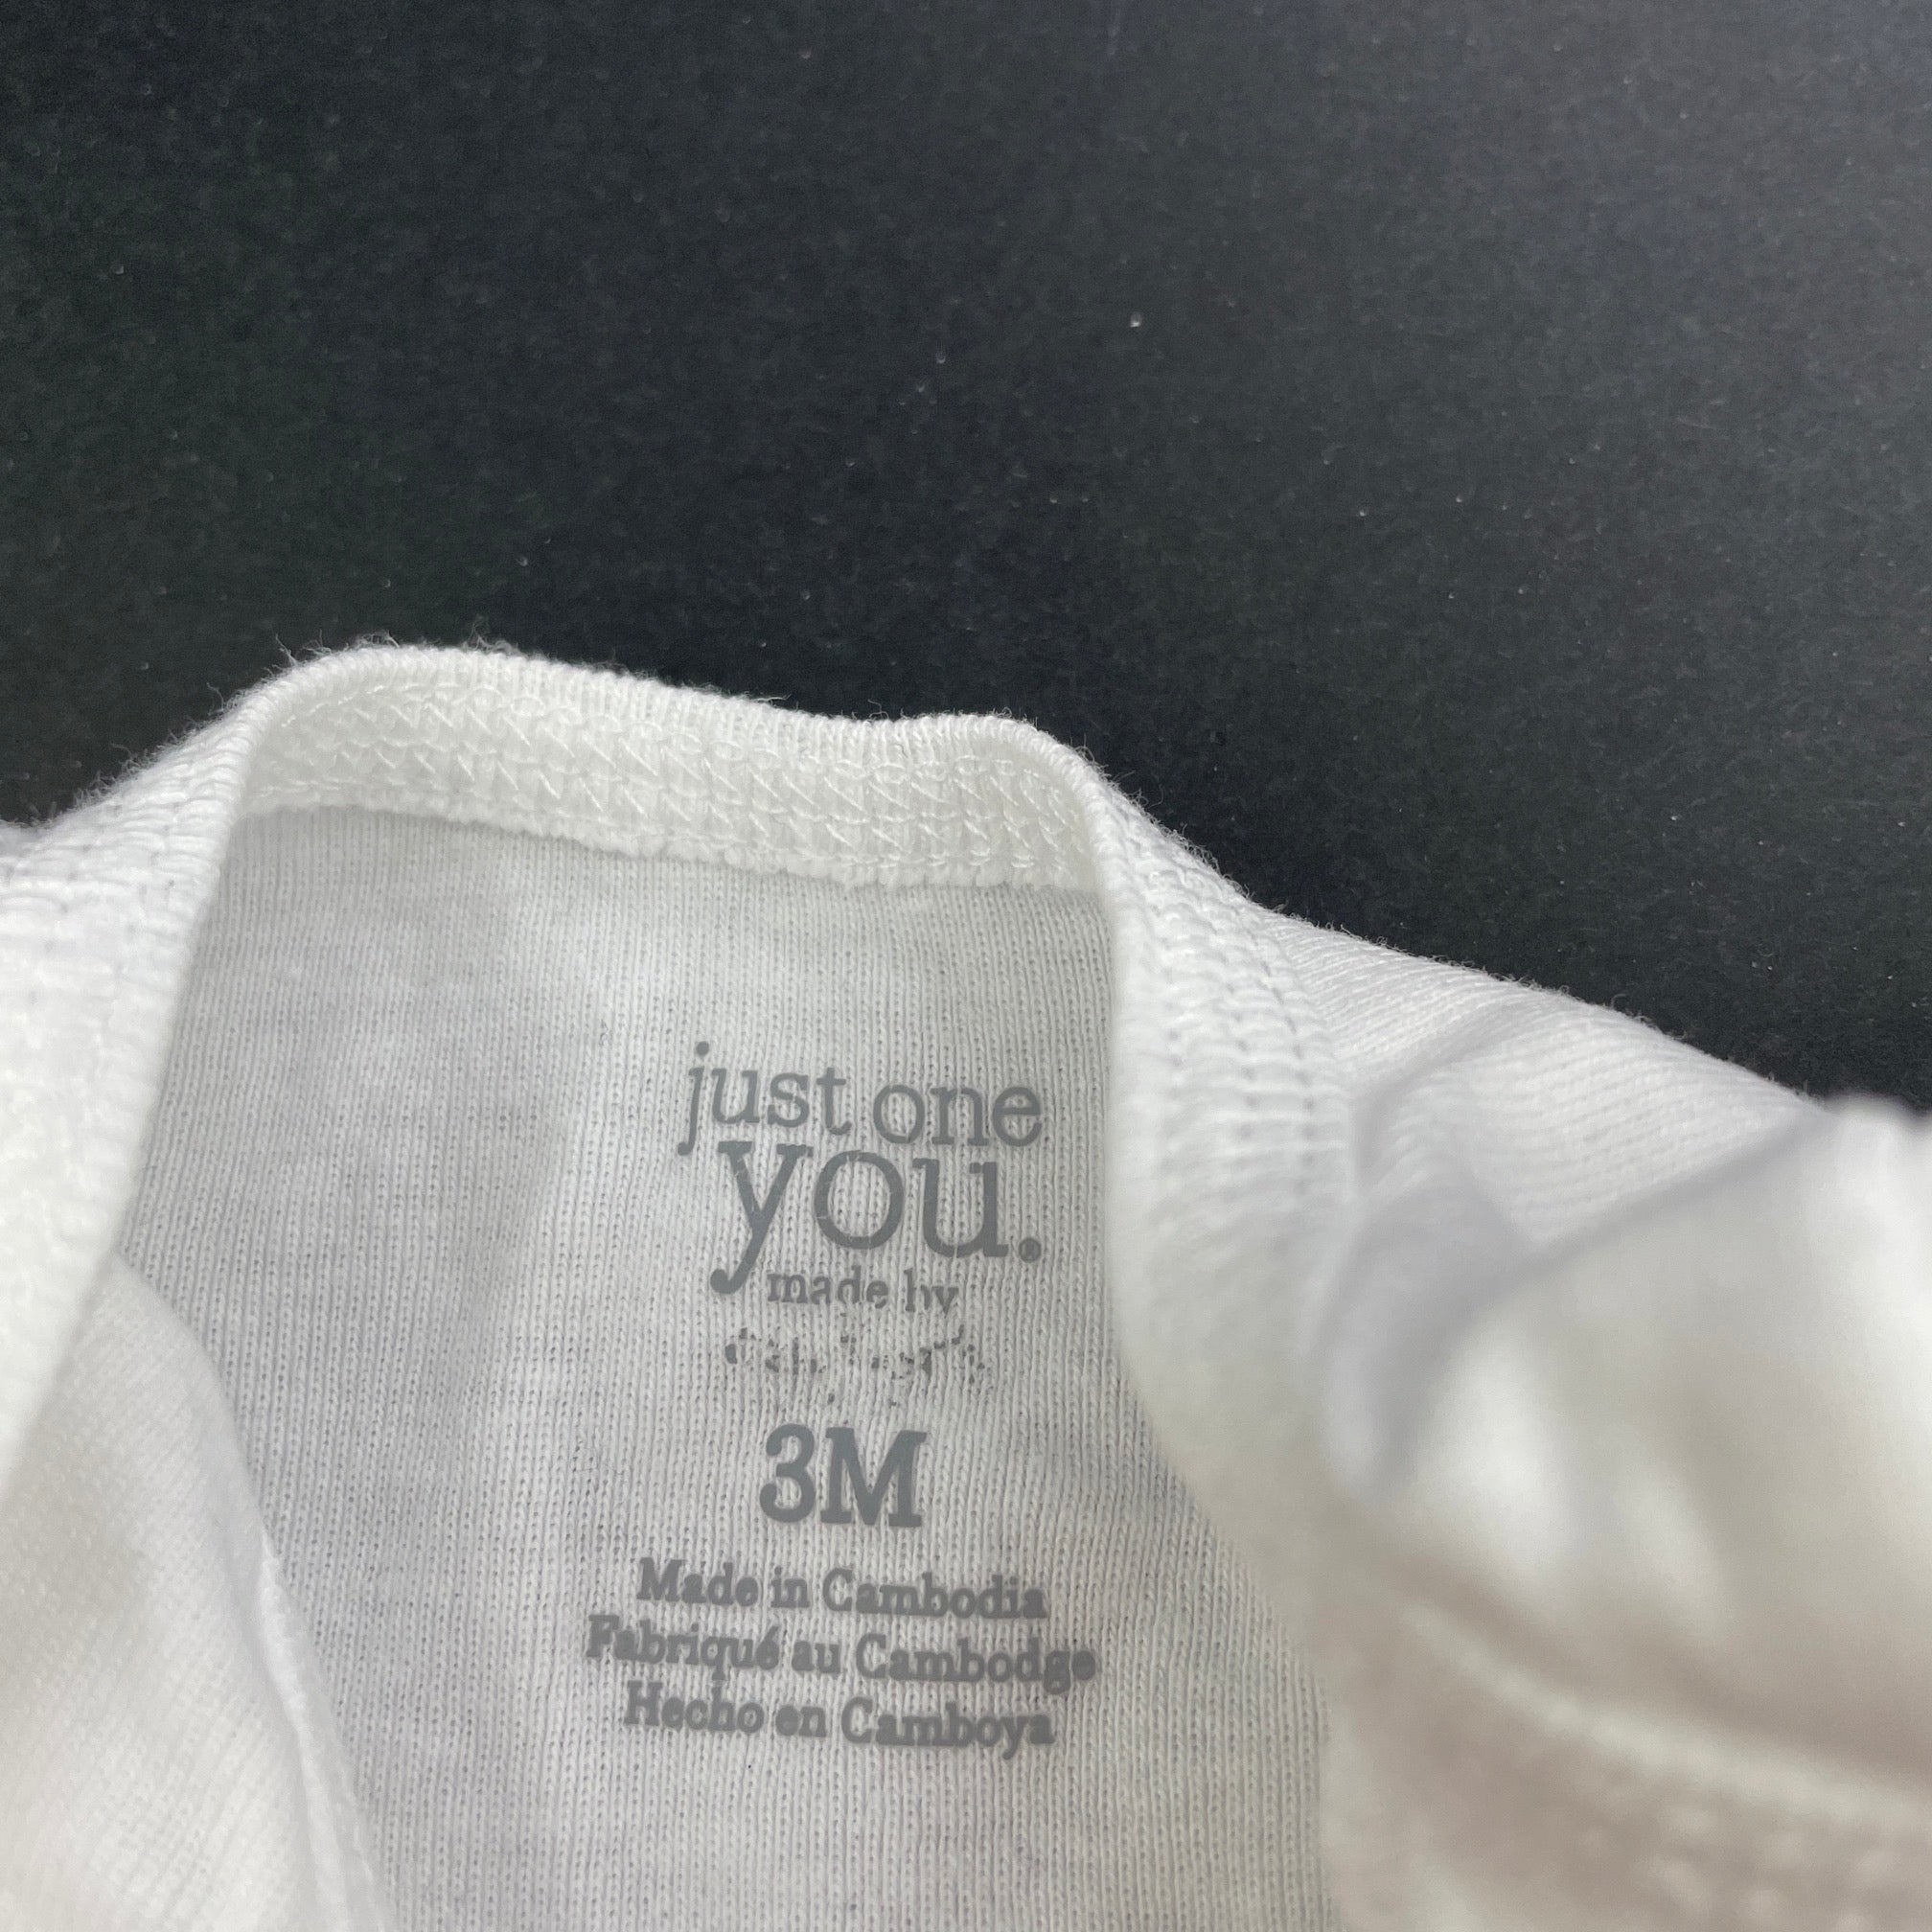 just one
you.®
made by
3M
Made in Cambodia
Fabriqué au Cambodge
Hecho en Camboya